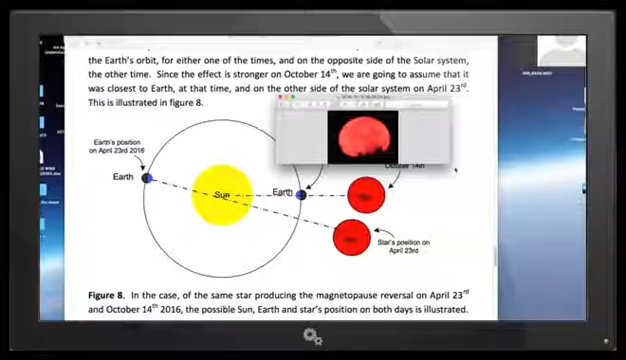 the Earth's orbit, for either one of the times, and on the opposite side of the Solar system,
the other time. Since the effect is stronger on October 14th, we are going to assume that it
was closest to Earth, at that time, and on the other side of the solar system on April 23rd.
This is illustrated in figure 8.
Earth's position
on April 23rd 2016
October 14th
Earth
Sun
Earth
Star's position on
April 23rd
Figure 8. In the case, of the same star producing the magnetopause reversal on April 23rd
and October 14th 2016, the possible Sun, Earth and star's position on both days is illustrated.